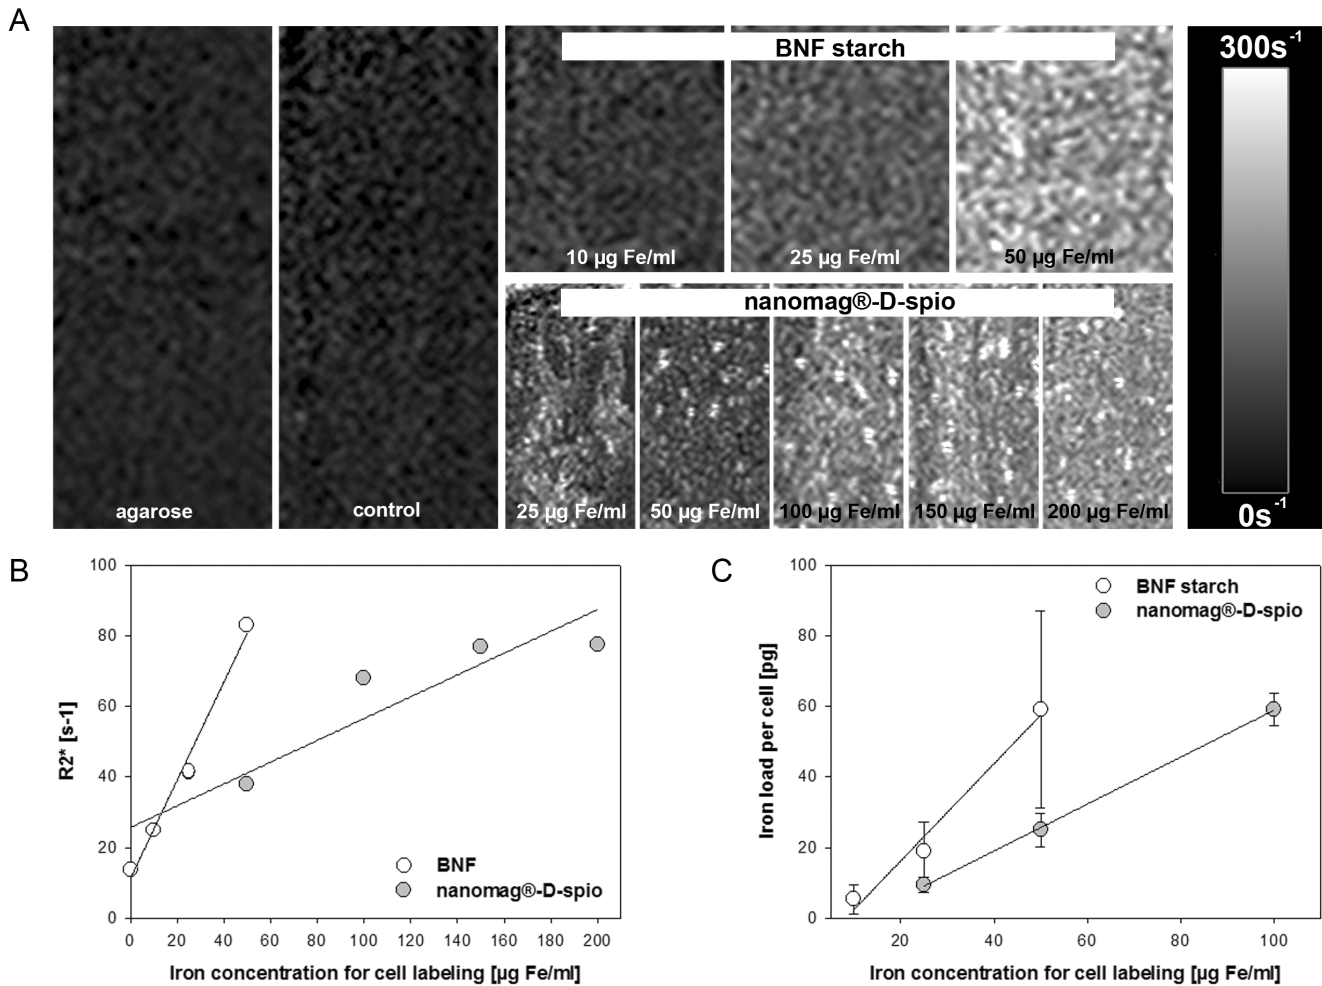 A
BNF starch
300s-1
10 µg Fe/ml
25 µg Fe/ml
50 µg Fe/ml
nanomag®-D-spio
agarose
control
25 µg Fe/ml
50 µg Fe/ml
100 µg Fe/ml
150 µg Fe/ml
200 µg Fe/ml
0s-1
B
100
80
60
40
20
0
R2* [s-1]
BNF
nanomag®-D-spio
0 20 40 60 80 100 120 140 160 180 200
Iron concentration for cell labeling [µg Fe/ml]
C
100
80
60
40
20
0
Iron load per cell [pg]
BNF starch
nanomag®-D-spio
20 40 60 80 100
Iron concentration for cell labeling [µg Fe/ml]